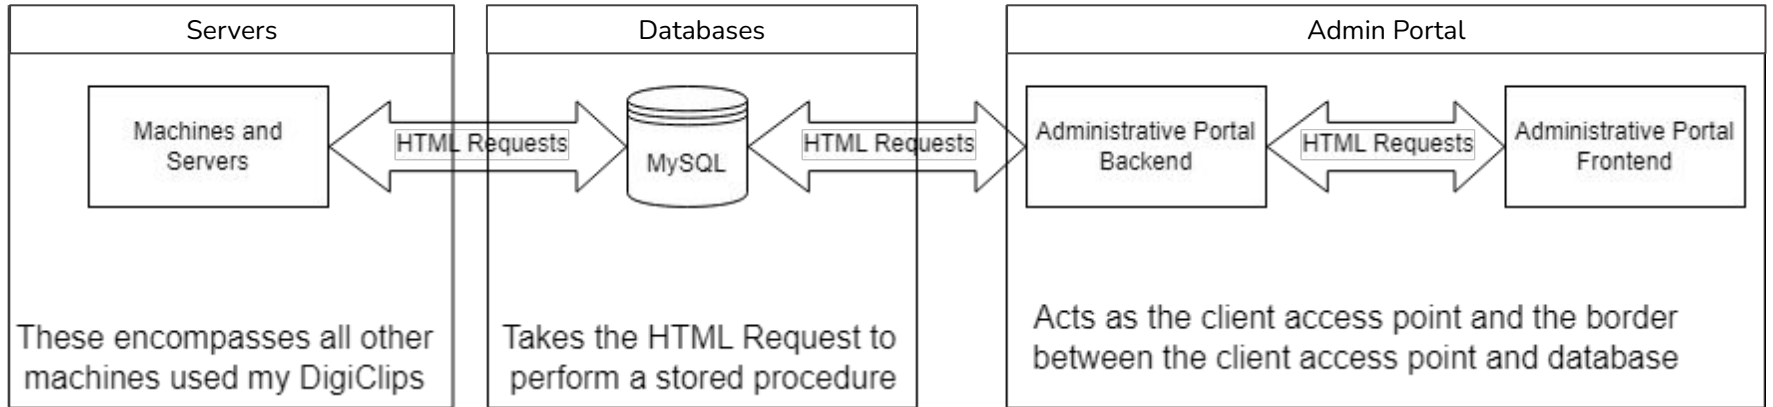 Servers
Databases
Admin Portal
Machines and
Servers
HTML Requests
MySQL
HTML Requests
Administrative Portal
Backend
HTML Requests
Administrative Portal
Frontend
These encompasses all other
machines used my DigiClips
Takes the HTML Request to
perform a stored procedure
Acts as the client access point and the border
between the client access point and database